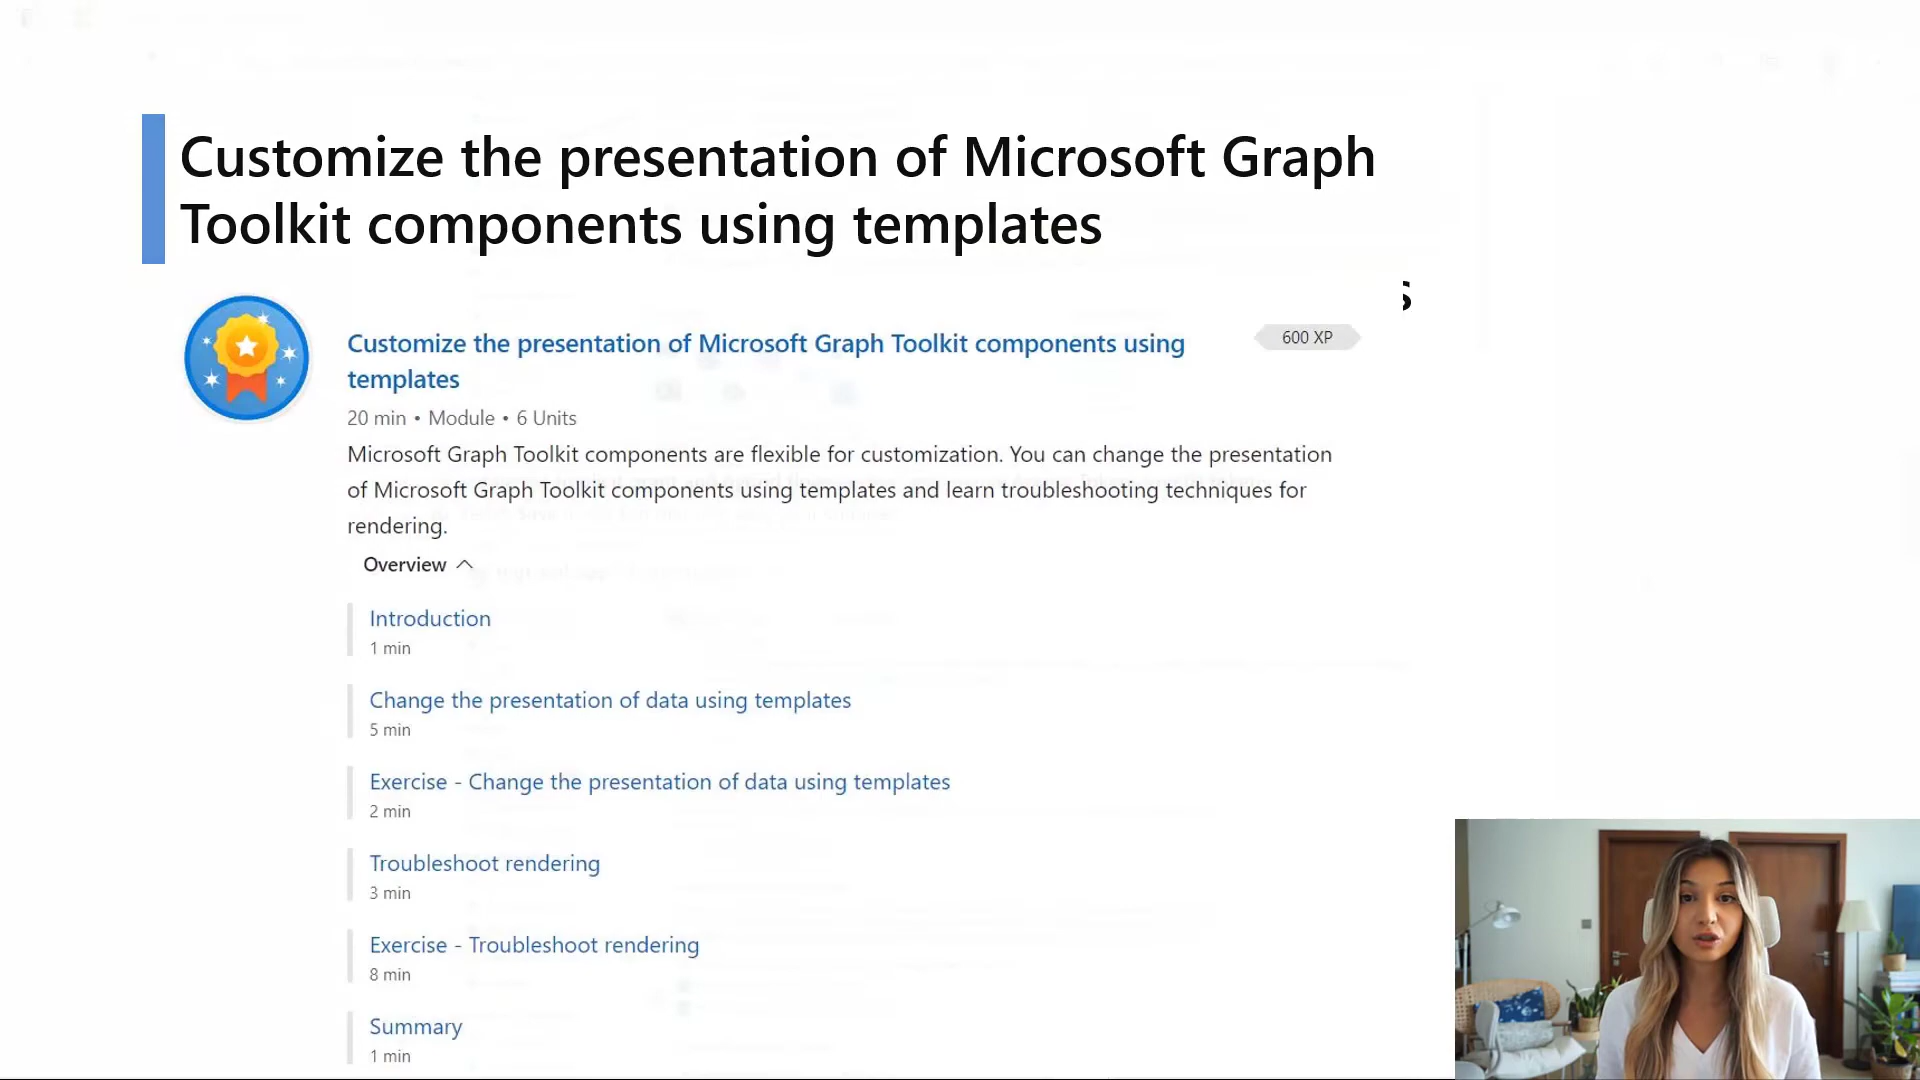 Customize the presentation of Microsoft Graph
Toolkit components using templates
s
Customize the presentation of Microsoft Graph Toolkit components using
templates
600 XP
20 min • Module • 6 Units
Microsoft Graph Toolkit components are flexible for customization. You can change the presentation
of Microsoft Graph Toolkit components using templates and learn troubleshooting techniques for
rendering.
Overview
Introduction
1 min
Change the presentation of data using templates
5 min
Exercise - Change the presentation of data using templates
2 min
Troubleshoot rendering
3 min
Exercise - Troubleshoot rendering
8 min
Summary
1 min